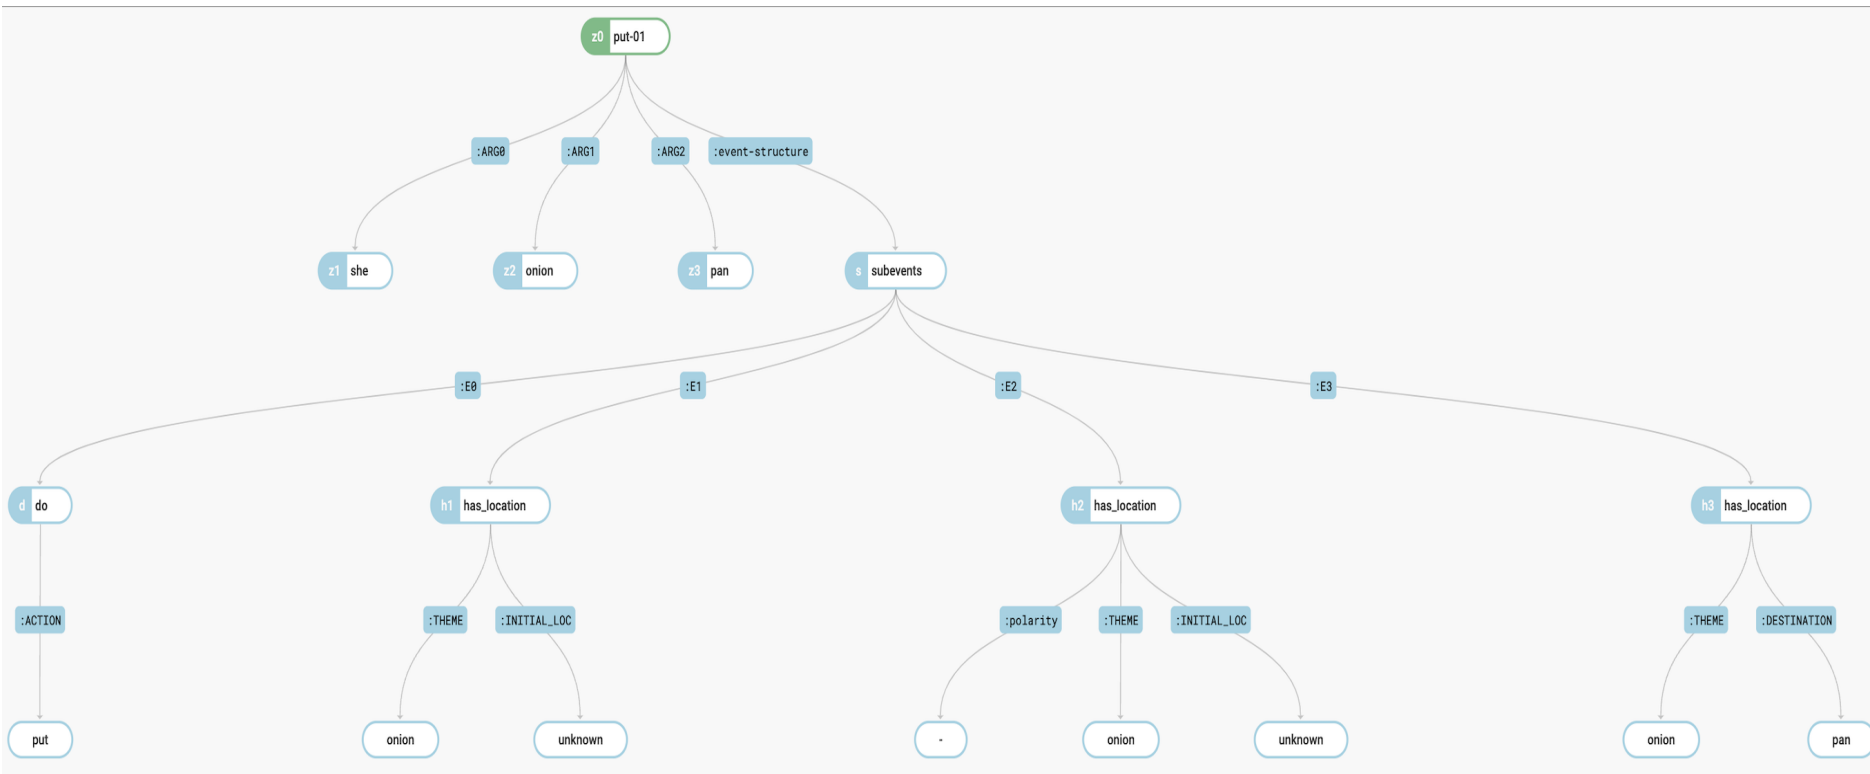 z0 put-01
:ARG0 :ARG1 :ARG2 :event-structure
z1 she z2 onion z3 pan s subevents
:E0 :E1 :E2 :E3
d do h1 has_location h2 has_location h3 has_location
:ACTION :THEME :INITIAL_LOC :polarity :THEME :INITIAL_LOC :THEME :DESTINATION
put onion unknown - onion unknown onion pan